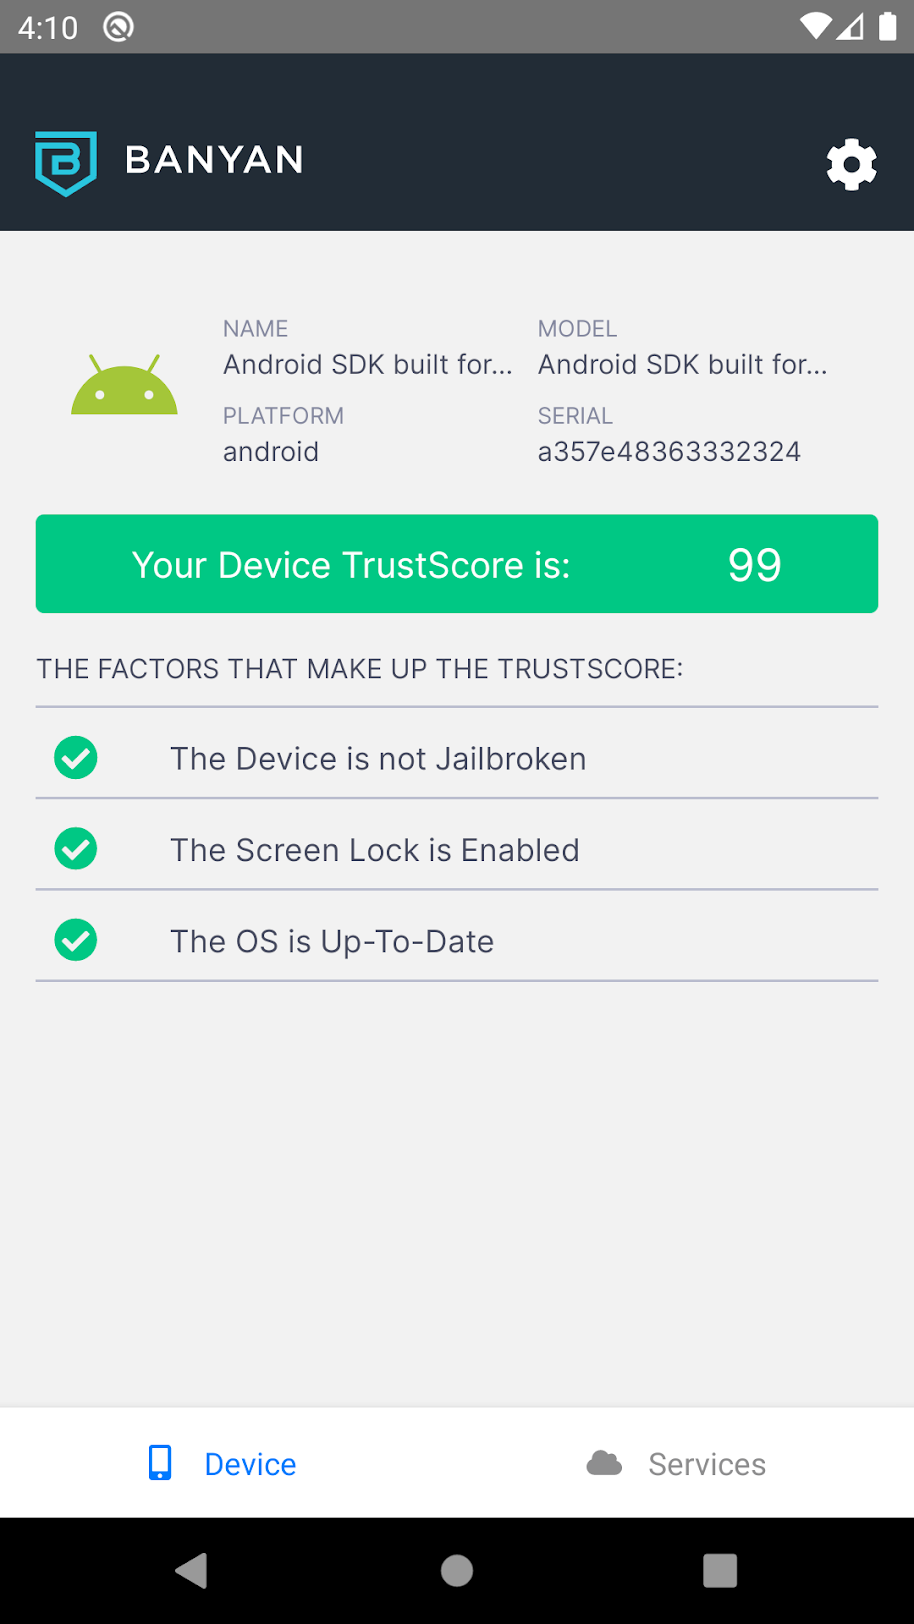 4:10
BANYAN
NAME
Android SDK built for...
MODEL
Android SDK built for...
PLATFORM
android
SERIAL
a357e48363332324
Your Device TrustScore is: 99
THE FACTORS THAT MAKE UP THE TRUSTSCORE:
The Device is not Jailbroken
The Screen Lock is Enabled
The OS is Up-To-Date
Device
Services